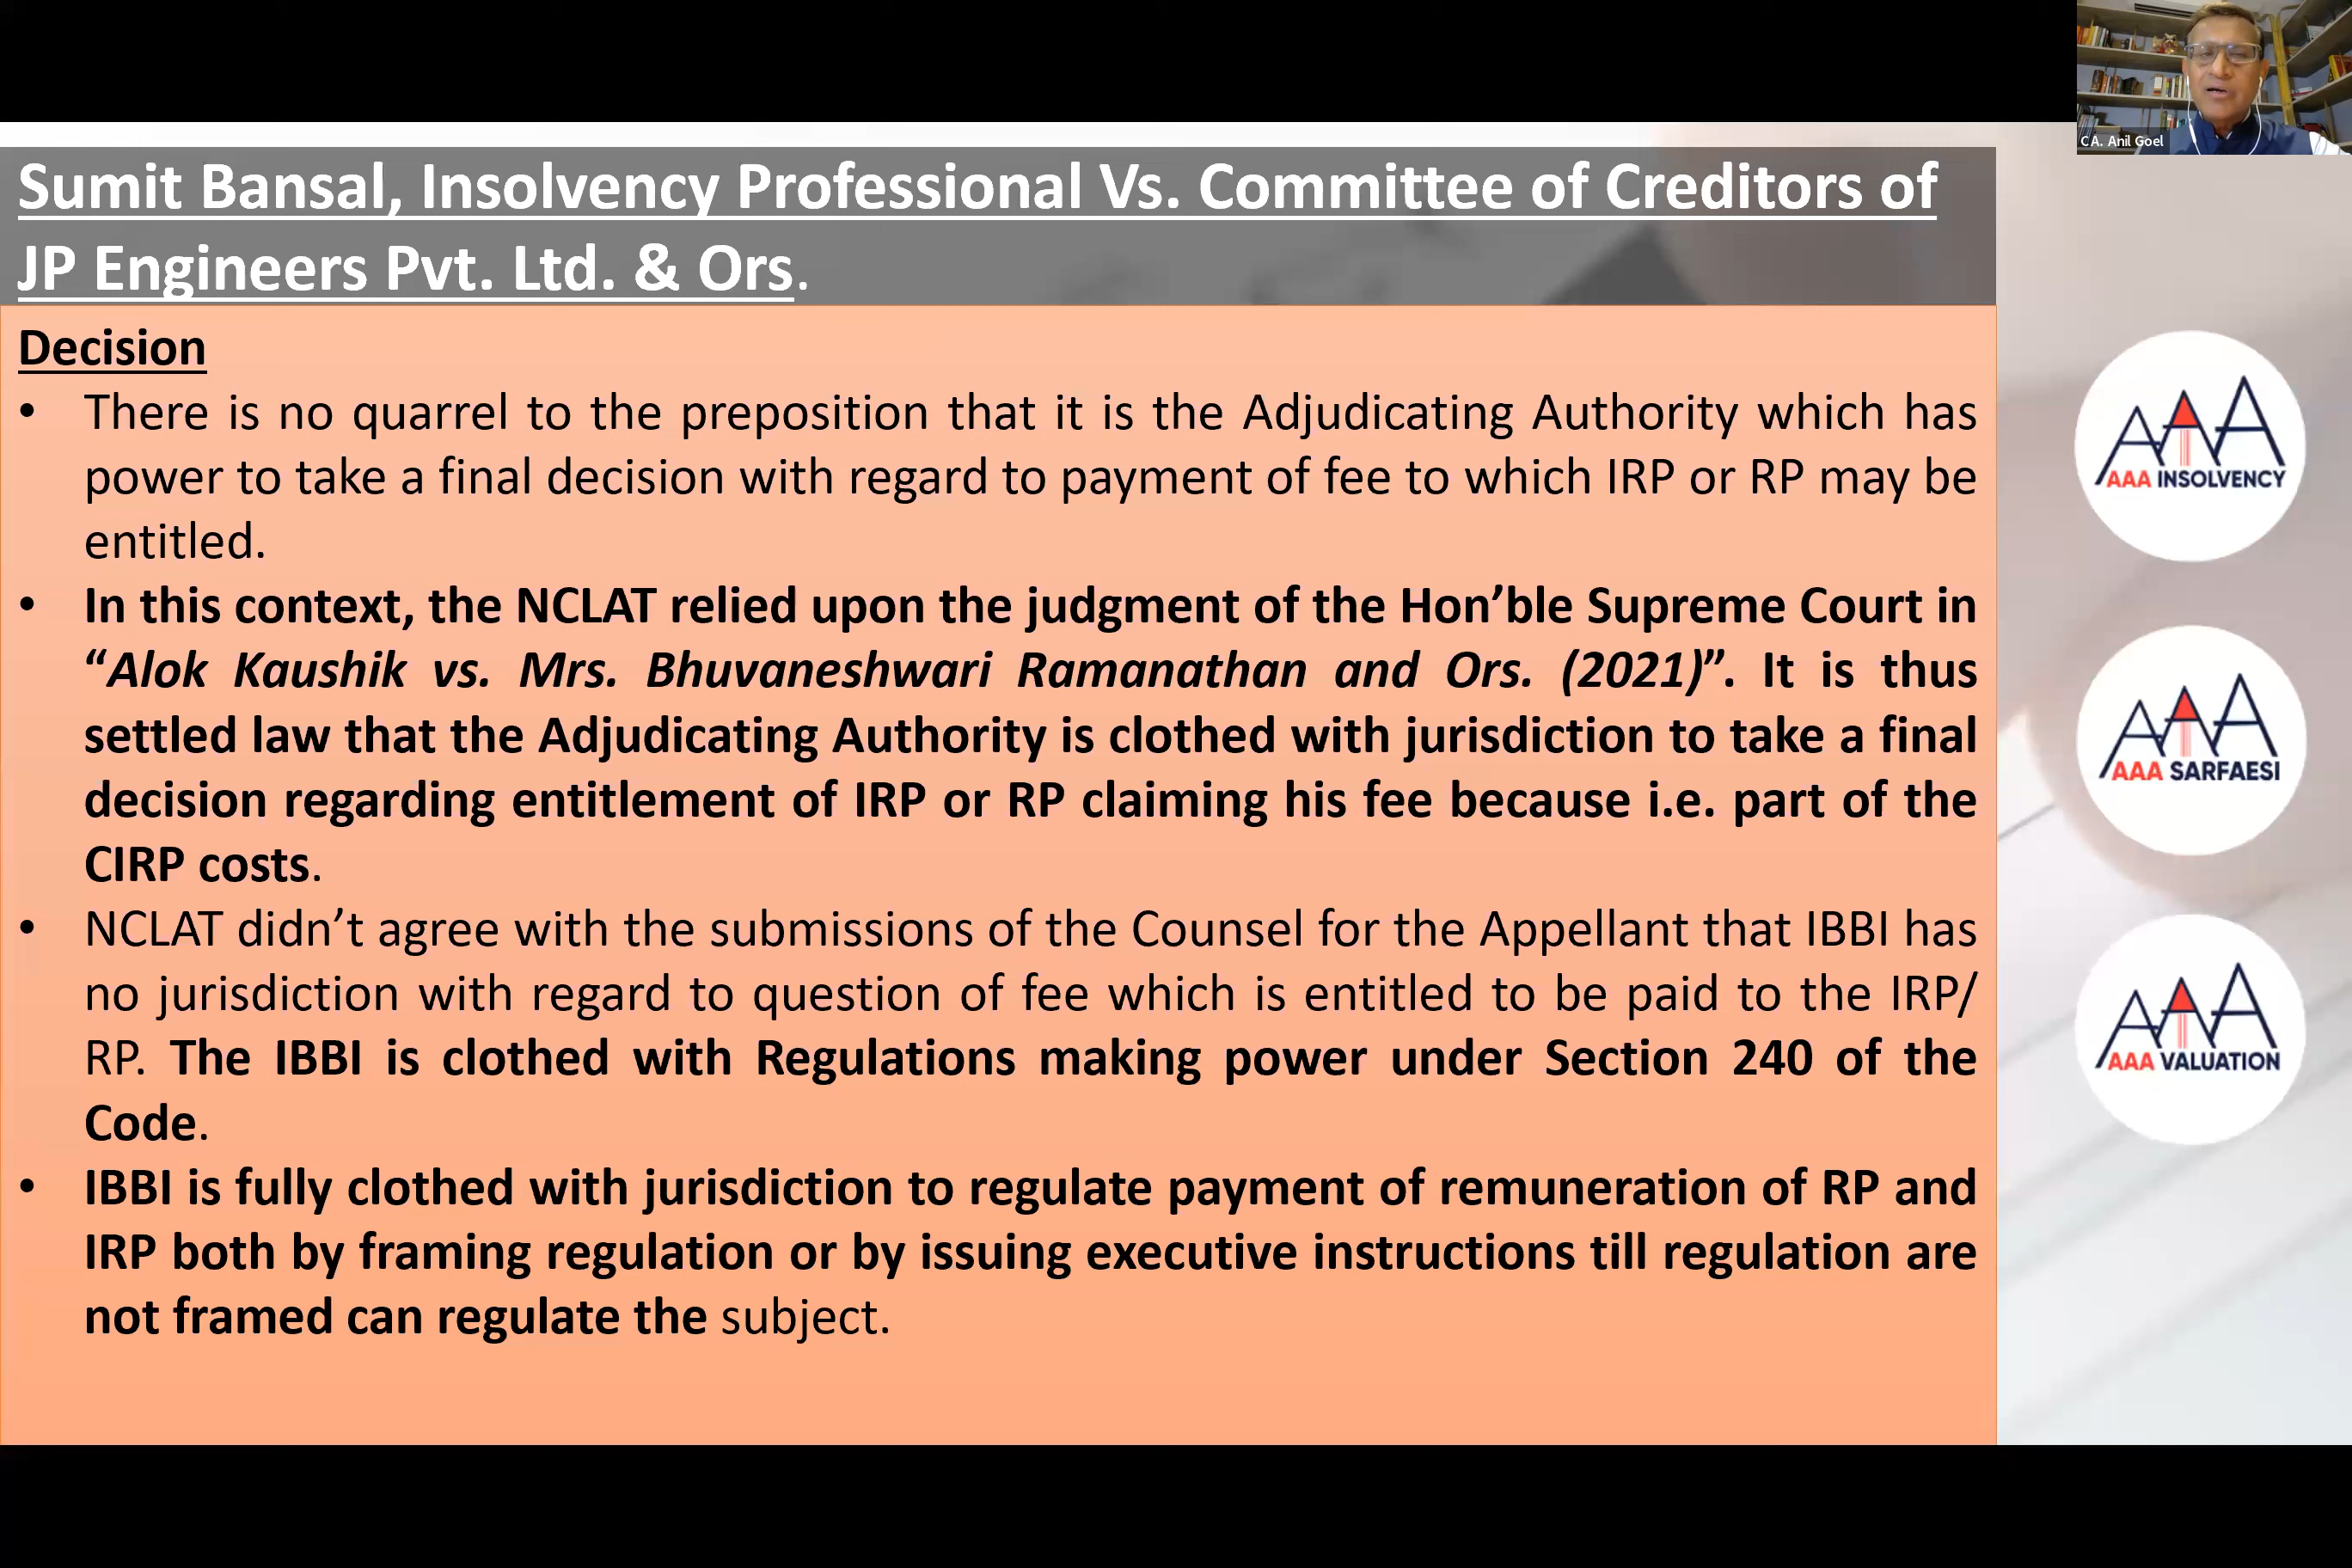 CA. Anil Goel
Sumit Bansal, Insolvency Professional Vs. Committee of Creditors of
JP Engineers Pvt. Ltd. & Ors.
Decision
• There is no quarrel to the preposition that it is the Adjudicating Authority which has
power to take a final decision with regard to payment of fee to which IRP or RP may be
entitled.
• In this context, the NCLAT relied upon the judgment of the Hon’ble Supreme Court in
“Alok Kaushik vs. Mrs. Bhuvaneshwari Ramanathan and Ors. (2021)”. It is thus
settled law that the Adjudicating Authority is clothed with jurisdiction to take a final
decision regarding entitlement of IRP or RP claiming his fee because i.e. part of the
CIRP costs.
• NCLAT didn’t agree with the submissions of the Counsel for the Appellant that IBBI has
no jurisdiction with regard to question of fee which is entitled to be paid to the IRP/
RP. The IBBI is clothed with Regulations making power under Section 240 of the
Code.
• IBBI is fully clothed with jurisdiction to regulate payment of remuneration of RP and
IRP both by framing regulation or by issuing executive instructions till regulation are
not framed can regulate the subject.
AAA
AAA INSOLVENCY
AAA
AAA SARFAESI
AAA
AAA VALUATION